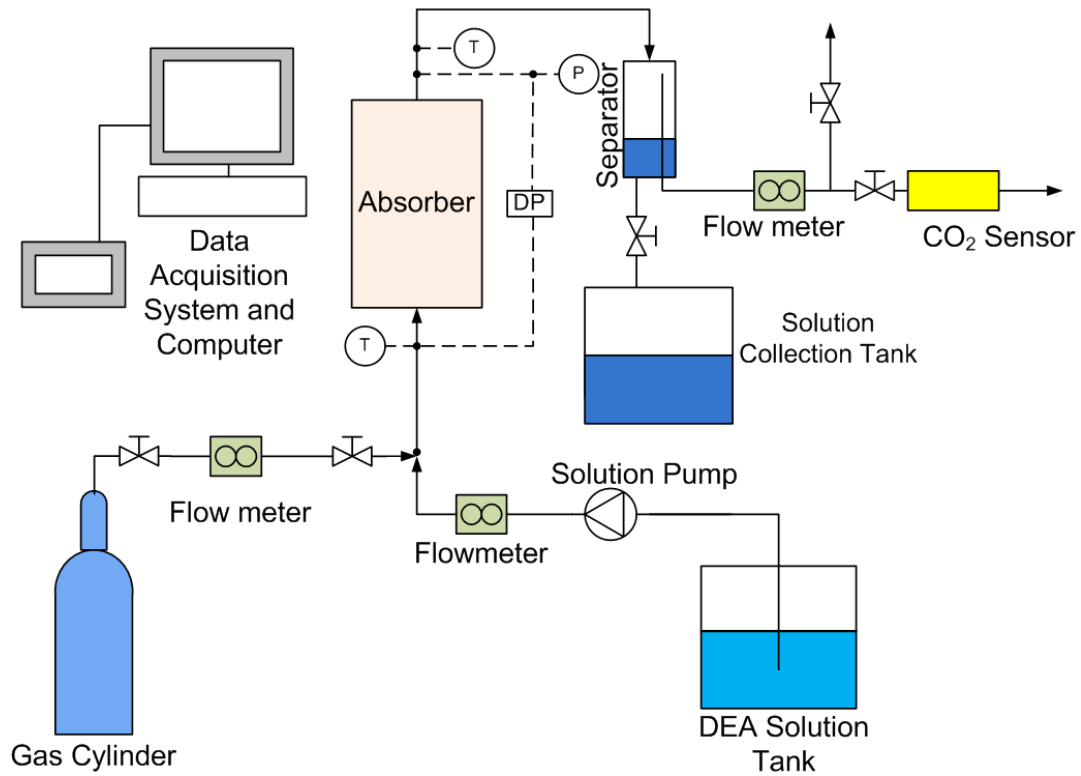 T
P
Separator
Absorber
DP
Flow meter
CO₂ Sensor
Data
Acquisition
System and
Computer
T
Solution
Collection Tank
Solution Pump
Flow meter
Flowmeter
DEA Solution
Tank
Gas Cylinder